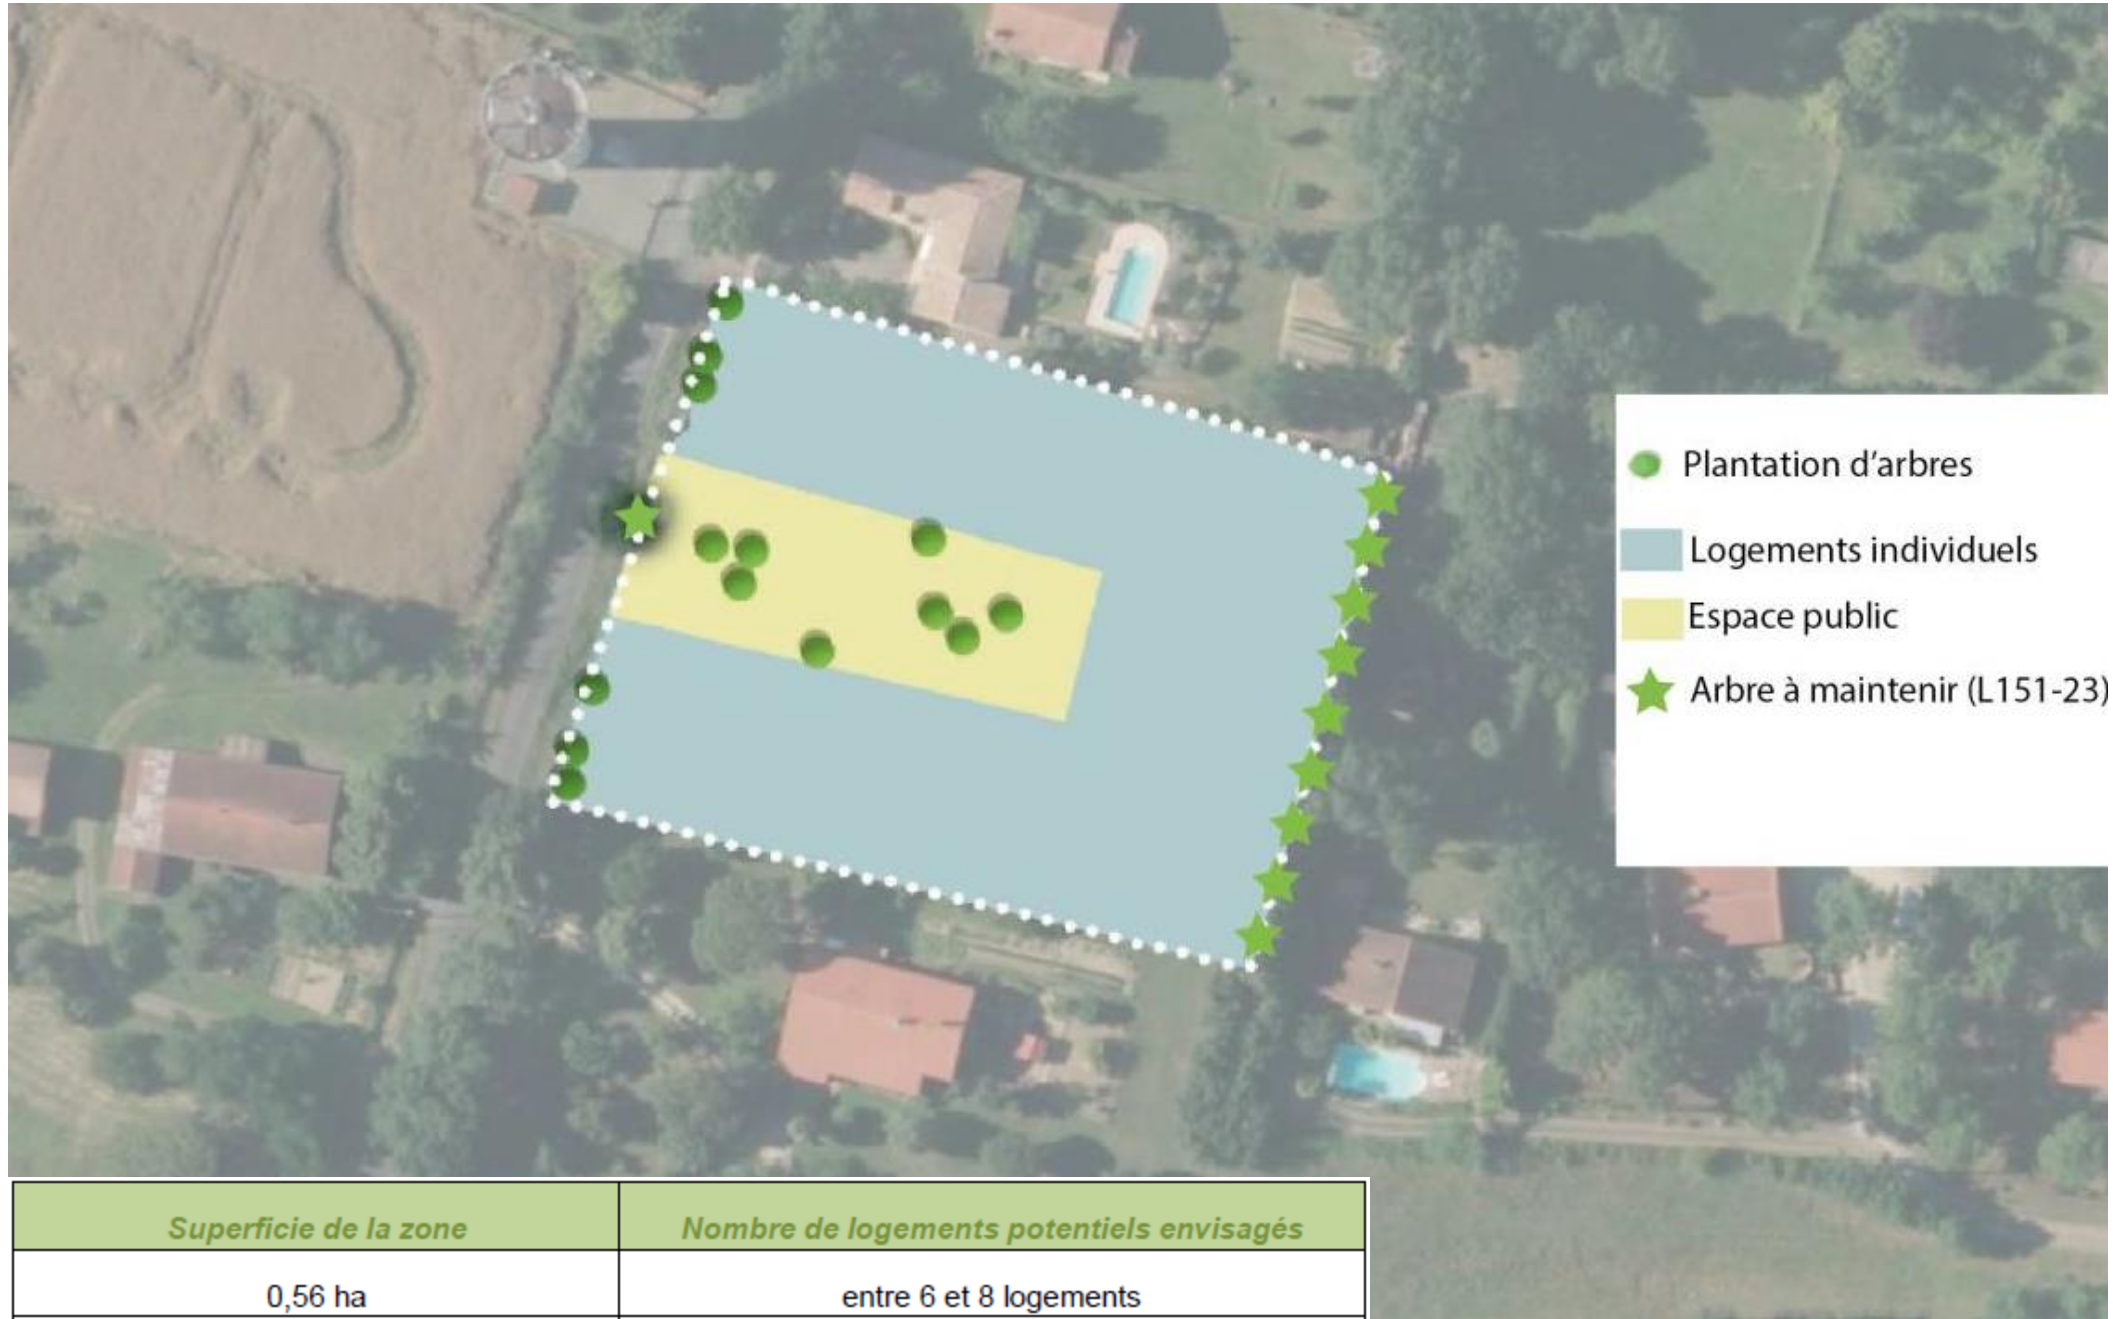 Plantation d'arbres
Logements individuels
Espace public
Arbre à maintenir (L151-23)
Superficie de la zone
Nombre de logements potentiels envisagés
0,56 ha
entre 6 et 8 logements